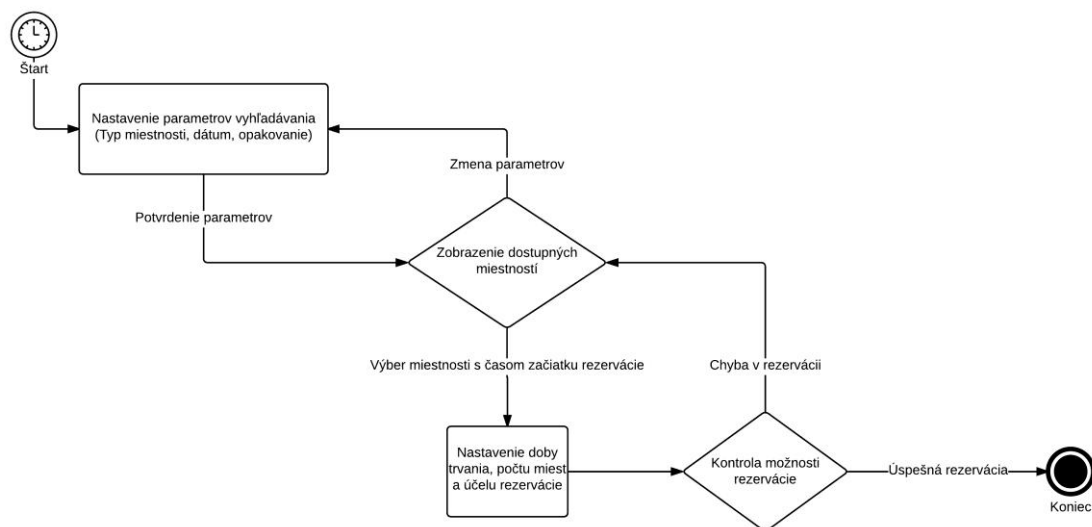 Štart
Nastavenie parametrov vyhľadávania
(Typ miestnosti, dátum, opakovanie)
Zmena parametrov
Potvrdenie parametrov
Zobrazenie dostupných
miestností
Výber miestnosti s časom začiatku rezervácie
Chyba v rezervácii
Nastavenie doby
trvania, počtu miest
a účelu rezervácie
Kontrola možnosti
rezervácie
Úspešná rezervácia
Koniec